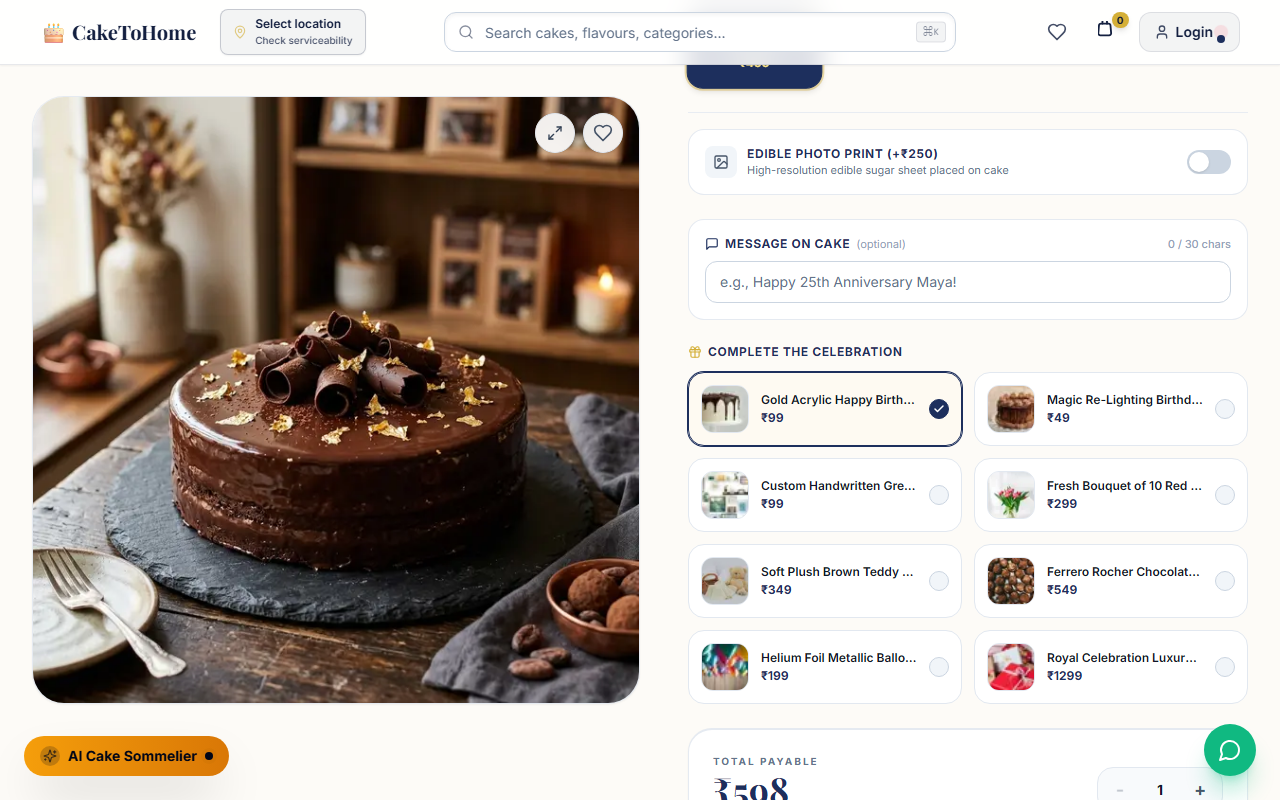 CakeToHome
Select location
Check serviceability
Search cakes, flavours, categories...
⌘K
0
Login
EDIBLE PHOTO PRINT (+₹250)
High-resolution edible sugar sheet placed on cake
MESSAGE ON CAKE (optional)
0 / 30 chars
e.g., Happy 25th Anniversary Maya!
COMPLETE THE CELEBRATION
Gold Acrylic Happy Birth...
₹99
Magic Re-Lighting Birthd...
₹49
Custom Handwritten Gre...
₹99
Fresh Bouquet of 10 Red ...
₹299
Soft Plush Brown Teddy ...
₹349
Ferrero Rocher Chocolat...
₹549
Helium Foil Metallic Ballo...
₹199
Royal Celebration Luxur...
₹1299
AI Cake Sommelier
TOTAL PAYABLE
₹598
- 1 +